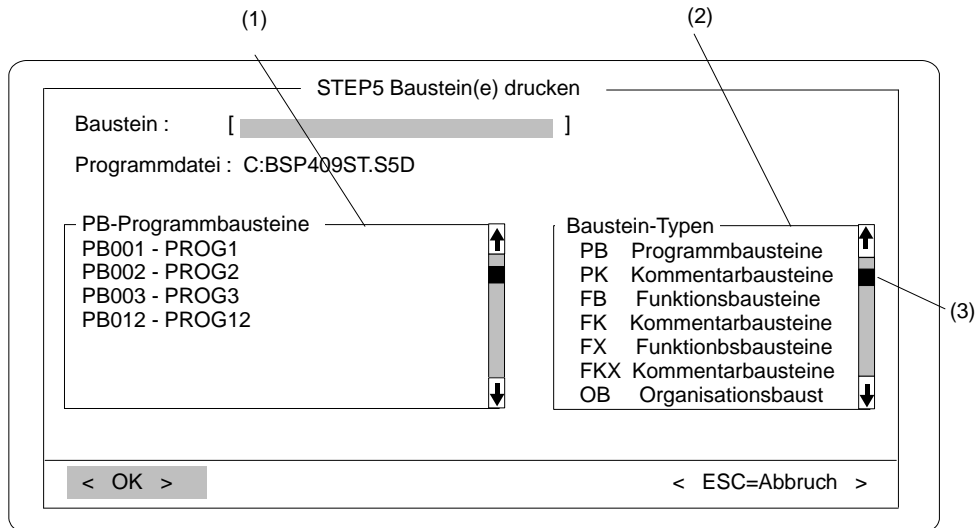 (1)
(2)
STEP5 Baustein(e) drucken
Baustein : [ ]
Programmdatei : C:BSP409ST.S5D
PB-Programmbausteine
PB001 - PROG1
PB002 - PROG2
PB003 - PROG3
PB012 - PROG12
Baustein-Typen
PB Programmbausteine
PK Kommentarbausteine
FB Funktionsbausteine
FK Kommentarbausteine
FX Funktionbsbausteine
FKX Kommentarbausteine
OB Organisationsbaust
(3)
< OK > < ESC=Abbruch >